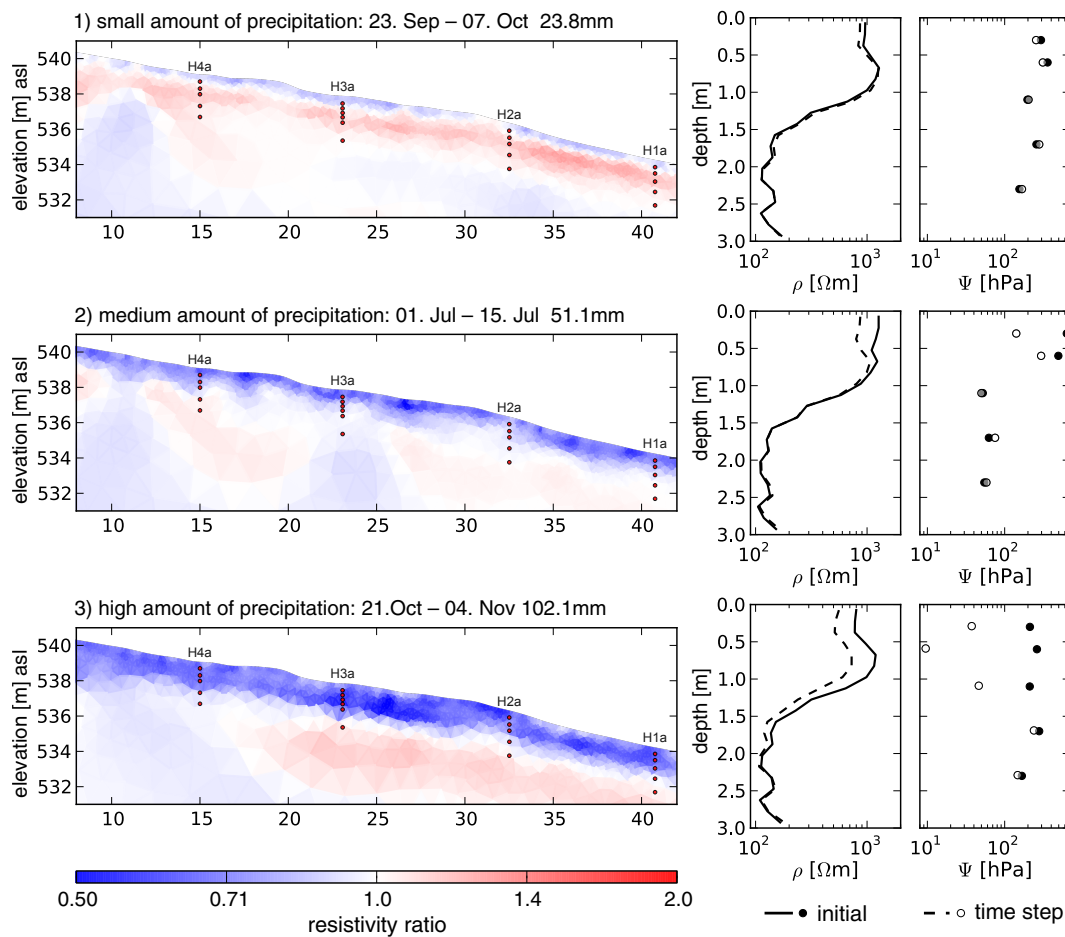 1) small amount of precipitation: 23. Sep – 07. Oct 23.8mm
elevation [m] asl
540
538
536
534
532
H4a
H3a
H2a
H1a
10 15 20 25 30 35 40
depth [m]
0.0
0.5
1.0
1.5
2.0
2.5
3.0
10² 10³
ρ [Ωm]
10¹ 10²
Ψ [hPa]
2) medium amount of precipitation: 01. Jul – 15. Jul 51.1mm
elevation [m] asl
540
538
536
534
532
H4a
H3a
H2a
H1a
10 15 20 25 30 35 40
depth [m]
0.0
0.5
1.0
1.5
2.0
2.5
3.0
10² 10³
ρ [Ωm]
10¹ 10²
Ψ [hPa]
3) high amount of precipitation: 21.Oct – 04. Nov 102.1mm
elevation [m] asl
540
538
536
534
532
H4a
H3a
H2a
H1a
10 15 20 25 30 35 40
depth [m]
0.0
0.5
1.0
1.5
2.0
2.5
3.0
10² 10³
ρ [Ωm]
10¹ 10²
Ψ [hPa]
0.50 0.71 1.0 1.4 2.0
resistivity ratio
initial
time step